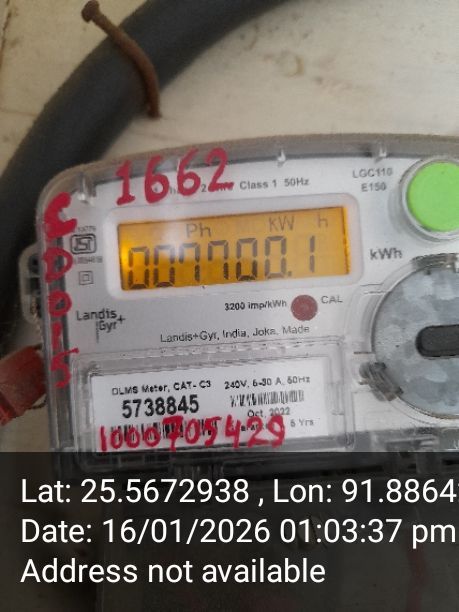 1662
Class 1 50Hz
LGC110
E150
Ph kW h
007700.1
kWh
3200 imp/kWh
CAL
Landis
Gyr+
Landis+Gyr, India, Joka, Made
DLMS Meter, CAT- C3 240V, 5-30 A, 50Hz
5738845
Oct, 2022
5 Yrs
1000705429
Lat: 25.5672938 , Lon: 91.8864
Date: 16/01/2026 01:03:37 pm
Address not available